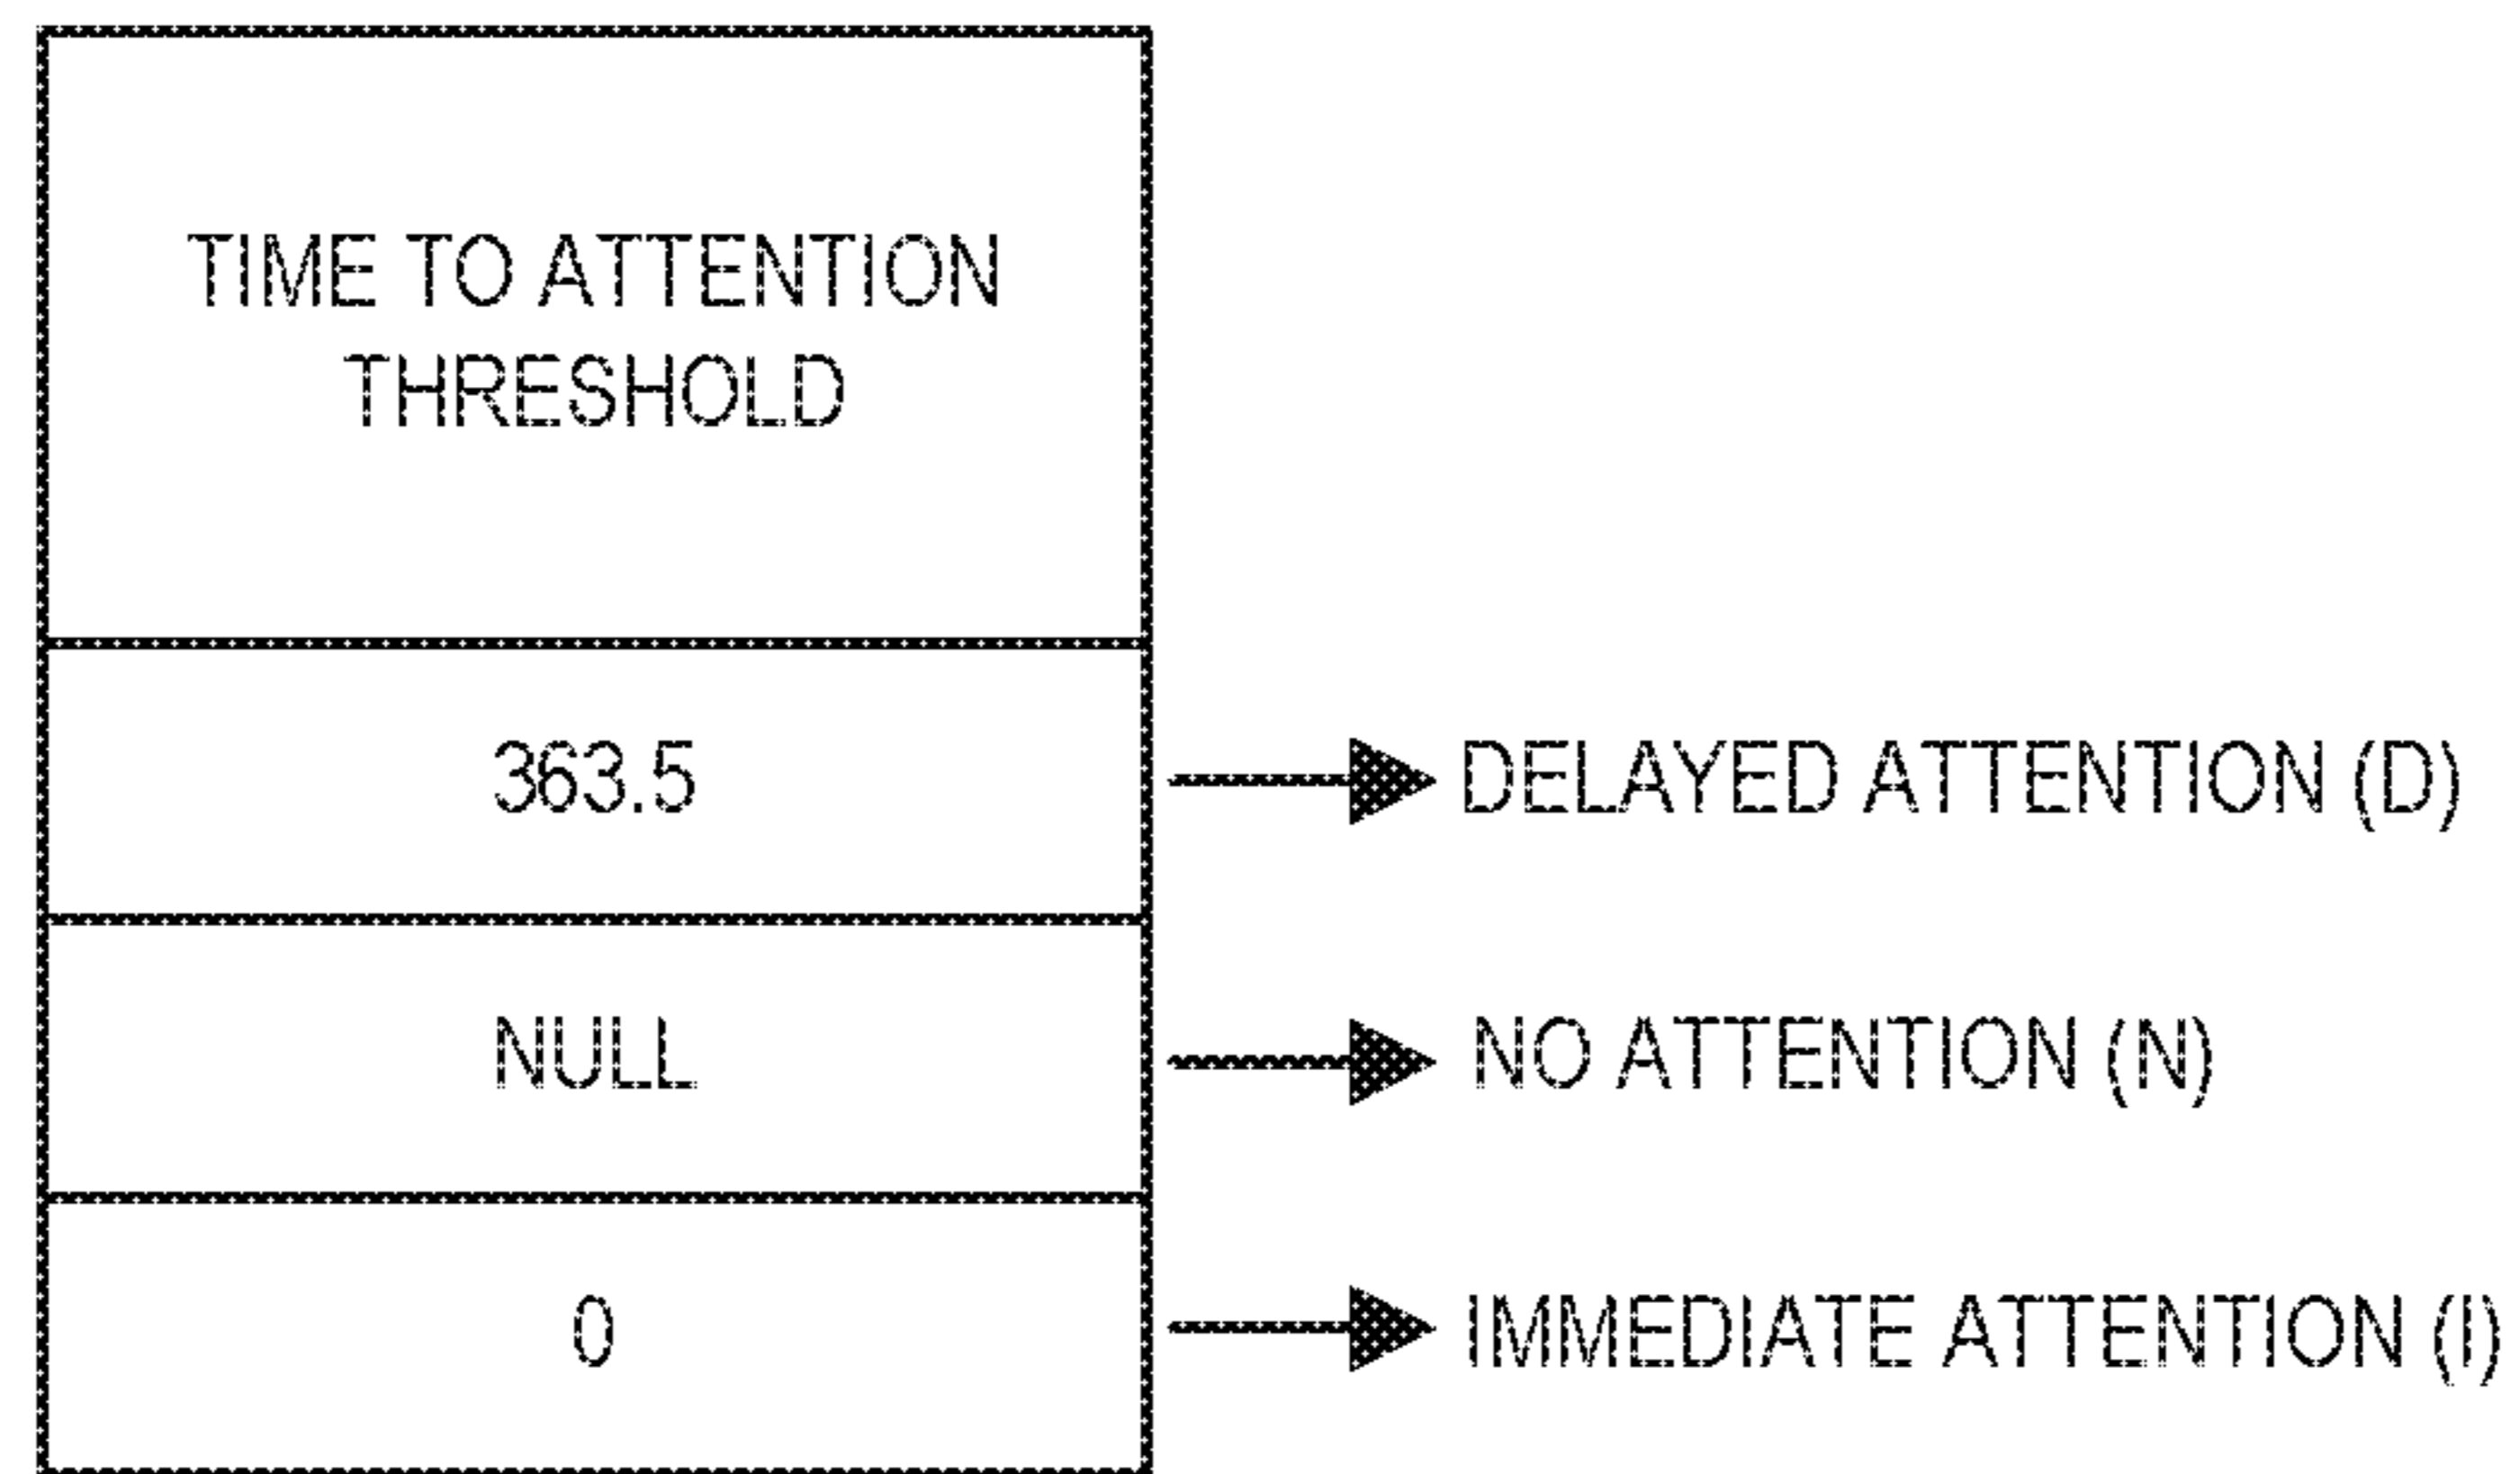 TIME TO ATTENTION
THRESHOLD
363.5
DELAYED ATTENTION (D)
NULL
NO ATTENTION (N)
0
IMMEDIATE ATTENTION (I)